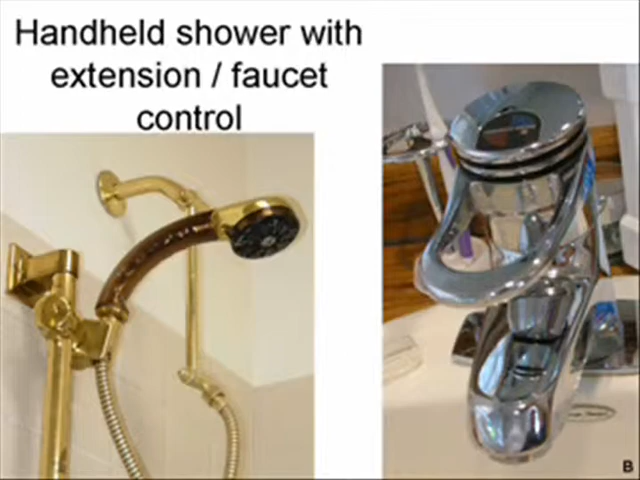 Handheld shower with
extension / faucet
control
B